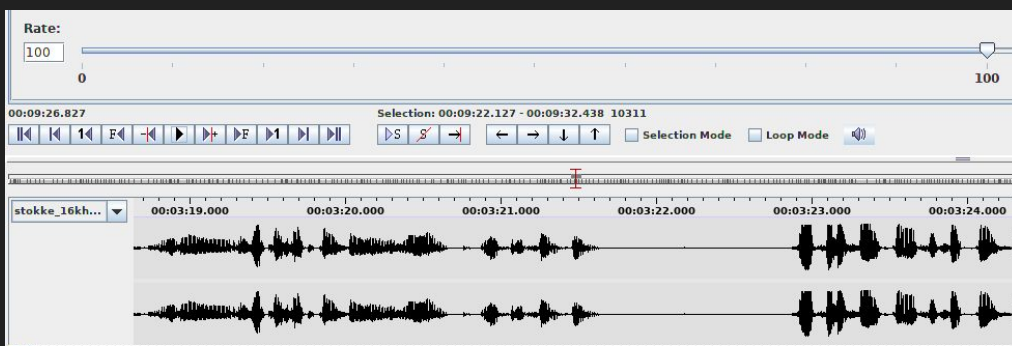 Rate:
100
0 100
00:09:26.827 Selection: 00:09:22.127 - 00:09:32.438 10311
1 F - + F 1 S S Selection Mode Loop Mode
stokke_16kh... 00:03:19.000 00:03:20.000 00:03:21.000 00:03:22.000 00:03:23.000 00:03:24.000